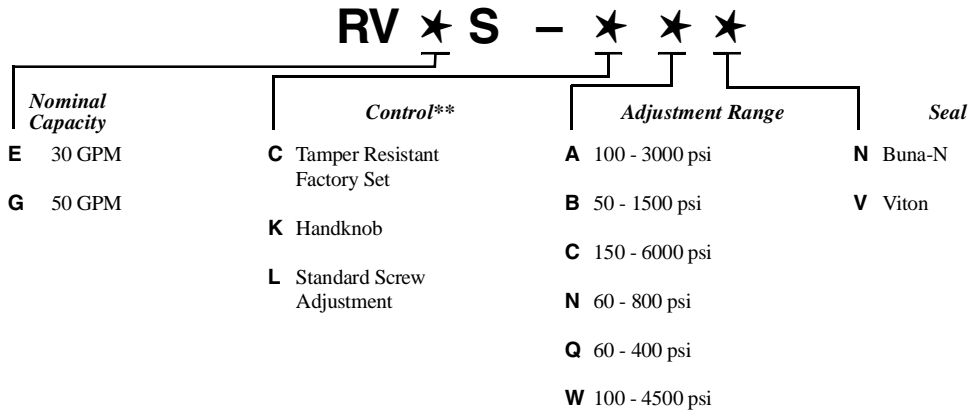 RV ★ S – ★ ★ ★
Nominal
Capacity
E 30 GPM
G 50 GPM
Control**
C Tamper Resistant
Factory Set
K Handknob
L Standard Screw
Adjustment
Adjustment Range
A 100 - 3000 psi
B 50 - 1500 psi
C 150 - 6000 psi
N 60 - 800 psi
Q 60 - 400 psi
W 100 - 4500 psi
Seal
N Buna-N
V Viton